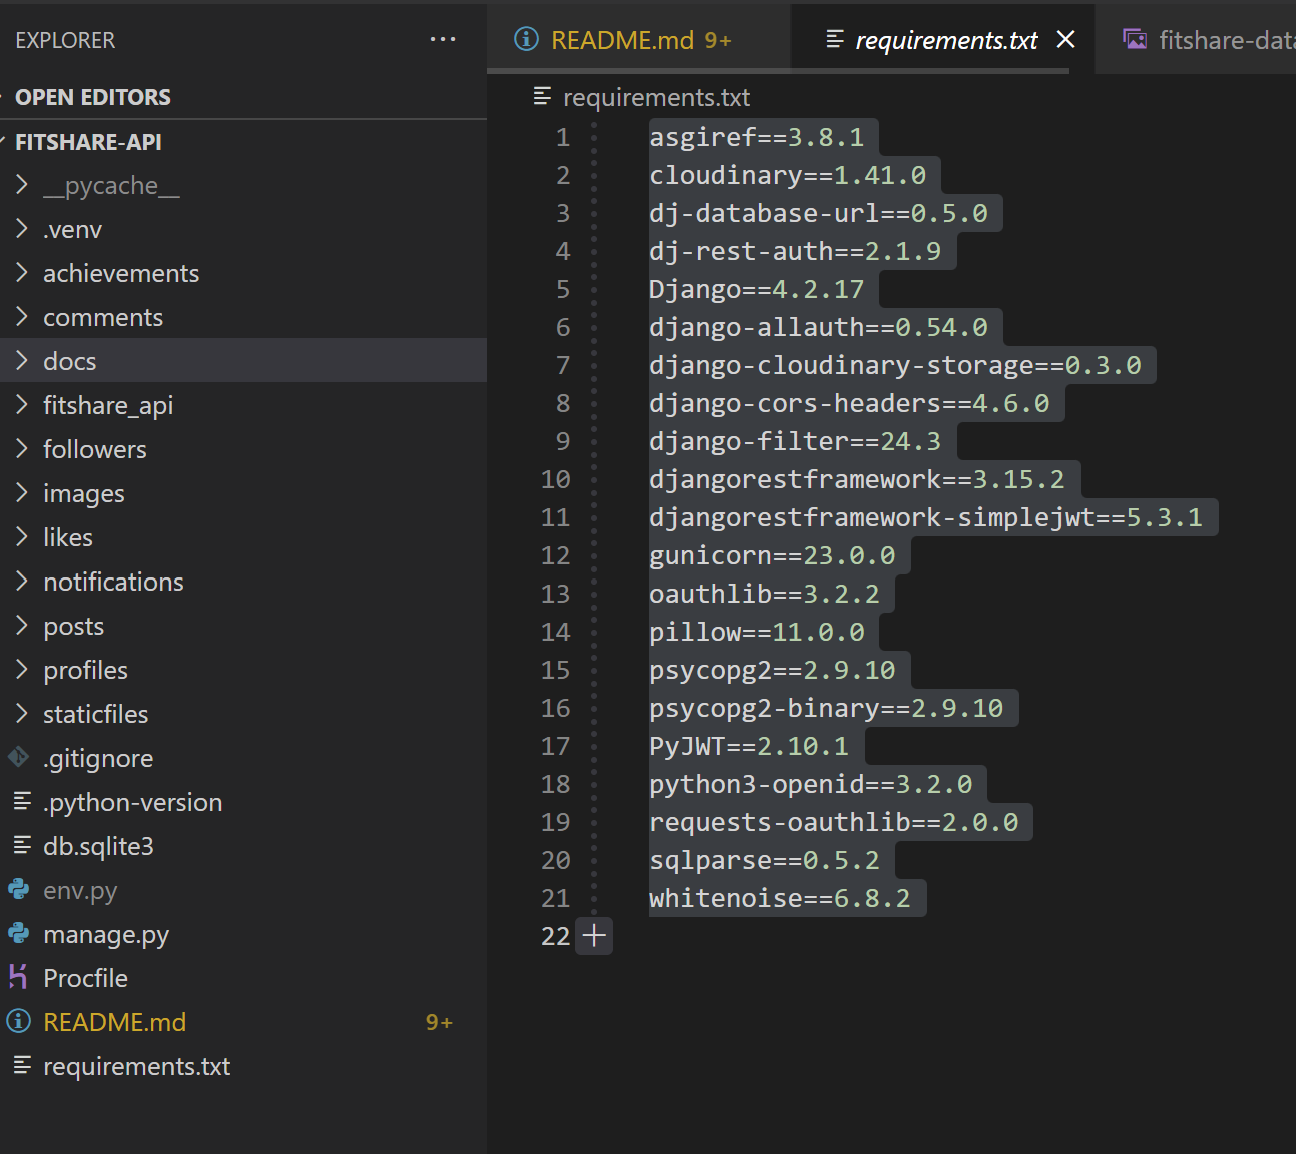 EXPLORER
OPEN EDITORS
FITSHARE-API
__pycache__
.venv
achievements
comments
docs
fitshare_api
followers
images
likes
notifications
posts
profiles
staticfiles
.gitignore
.python-version
db.sqlite3
env.py
manage.py
Procfile
README.md 9+
requirements.txt
README.md 9+
requirements.txt
fitshare-data
requirements.txt
1 asgiref==3.8.1
2 cloudinary==1.41.0
3 dj-database-url==0.5.0
4 dj-rest-auth==2.1.9
5 Django==4.2.17
6 django-allauth==0.54.0
7 django-cloudinary-storage==0.3.0
8 django-cors-headers==4.6.0
9 django-filter==24.3
10 djangorestframework==3.15.2
11 djangorestframework-simplejwt==5.3.1
12 gunicorn==23.0.0
13 oauthlib==3.2.2
14 pillow==11.0.0
15 psycopg2==2.9.10
16 psycopg2-binary==2.9.10
17 PyJWT==2.10.1
18 python3-openid==3.2.0
19 requests-oauthlib==2.0.0
20 sqlparse==0.5.2
21 whitenoise==6.8.2
22